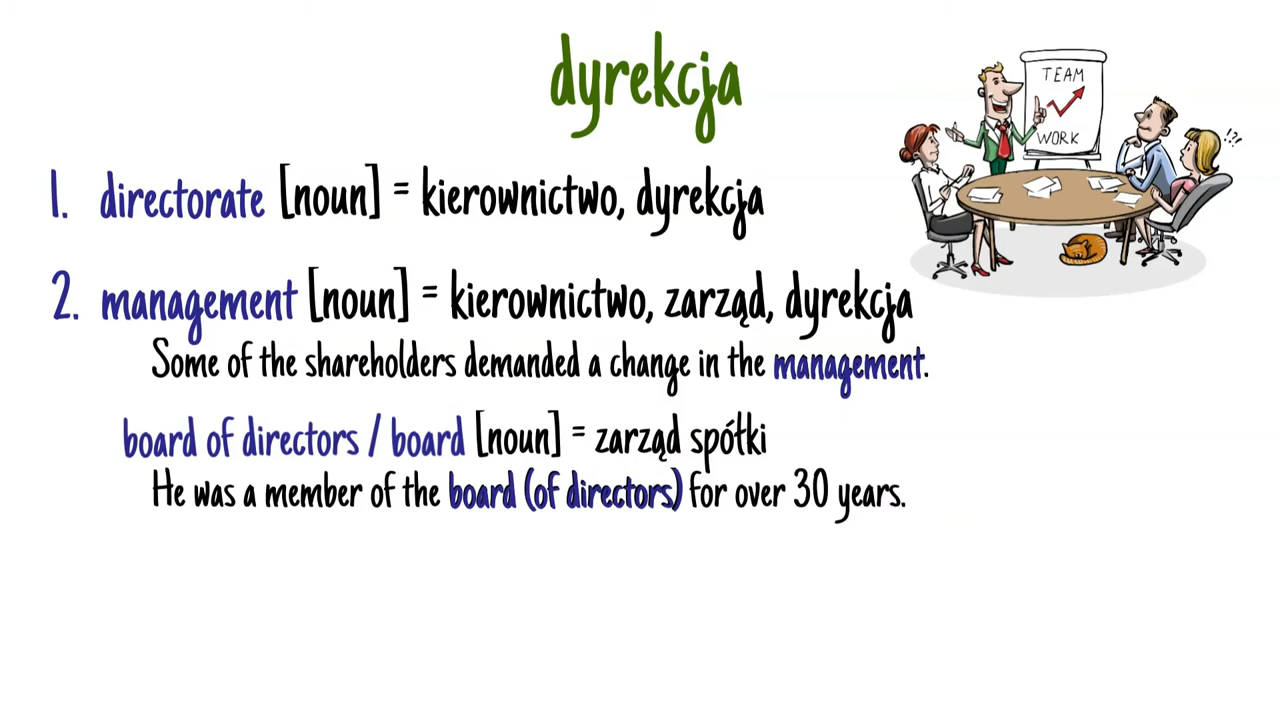 dyrekcja
TEAM
WORK
!?!
1. directorate [noun] = kierownictwo, dyrekcja
2. management [noun] = kierownictwo, zarząd, dyrekcja
Some of the shareholders demanded a change in the management.
board of directors / board [noun] = zarząd spółki
He was a member of the board (of directors) for over 30 years.